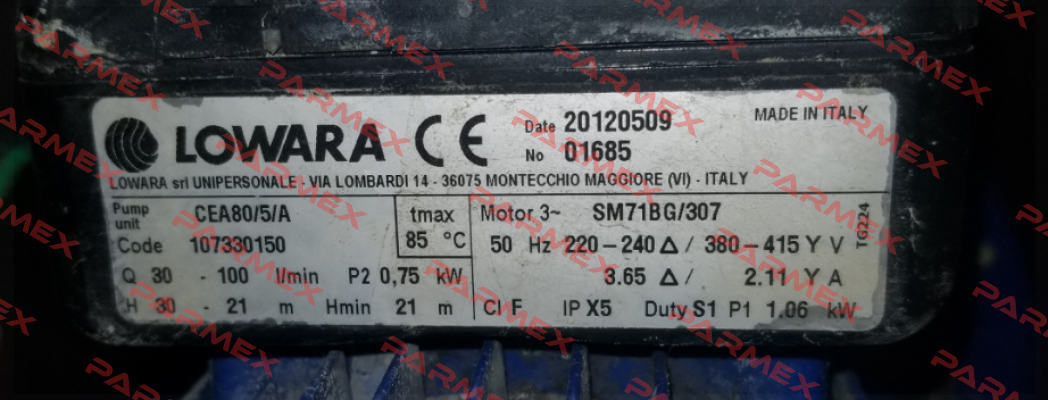 LOWARA CE Date 20120509 MADE IN ITALY
No 01685
LOWARA srl UNIPERSONALE - VIA LOMBARDI 14 - 36075 MONTECCHIO MAGGIORE (VI) - ITALY
Pump unit CEA80/5/A tmax Motor 3~ SM71BG/307
Code 107330150 85 °C 50 Hz 220-240 Δ / 380-415 Y V
Q 30 - 100 l/min P2 0,75 kW 3.65 Δ / 2.11 Y A
H 30 - 21 m Hmin 21 m Cl F IP X5 Duty S1 P1 1.06 kW
TG224
PARMEX